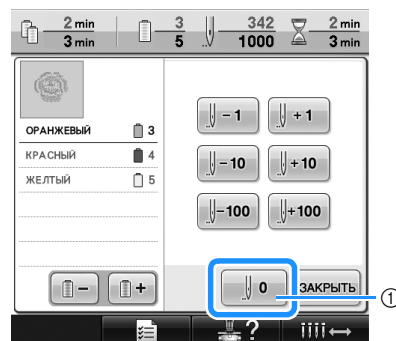 2 min 3 342 2 min
3 min 5 1000 3 min
ОРАНЖЕВЫЙ 3
КРАСНЫЙ 4
ЖЕЛТЫЙ 5
-1 +1
-10 +10
-100 +100
- + 0 ЗАКРЫТЬ
①
?